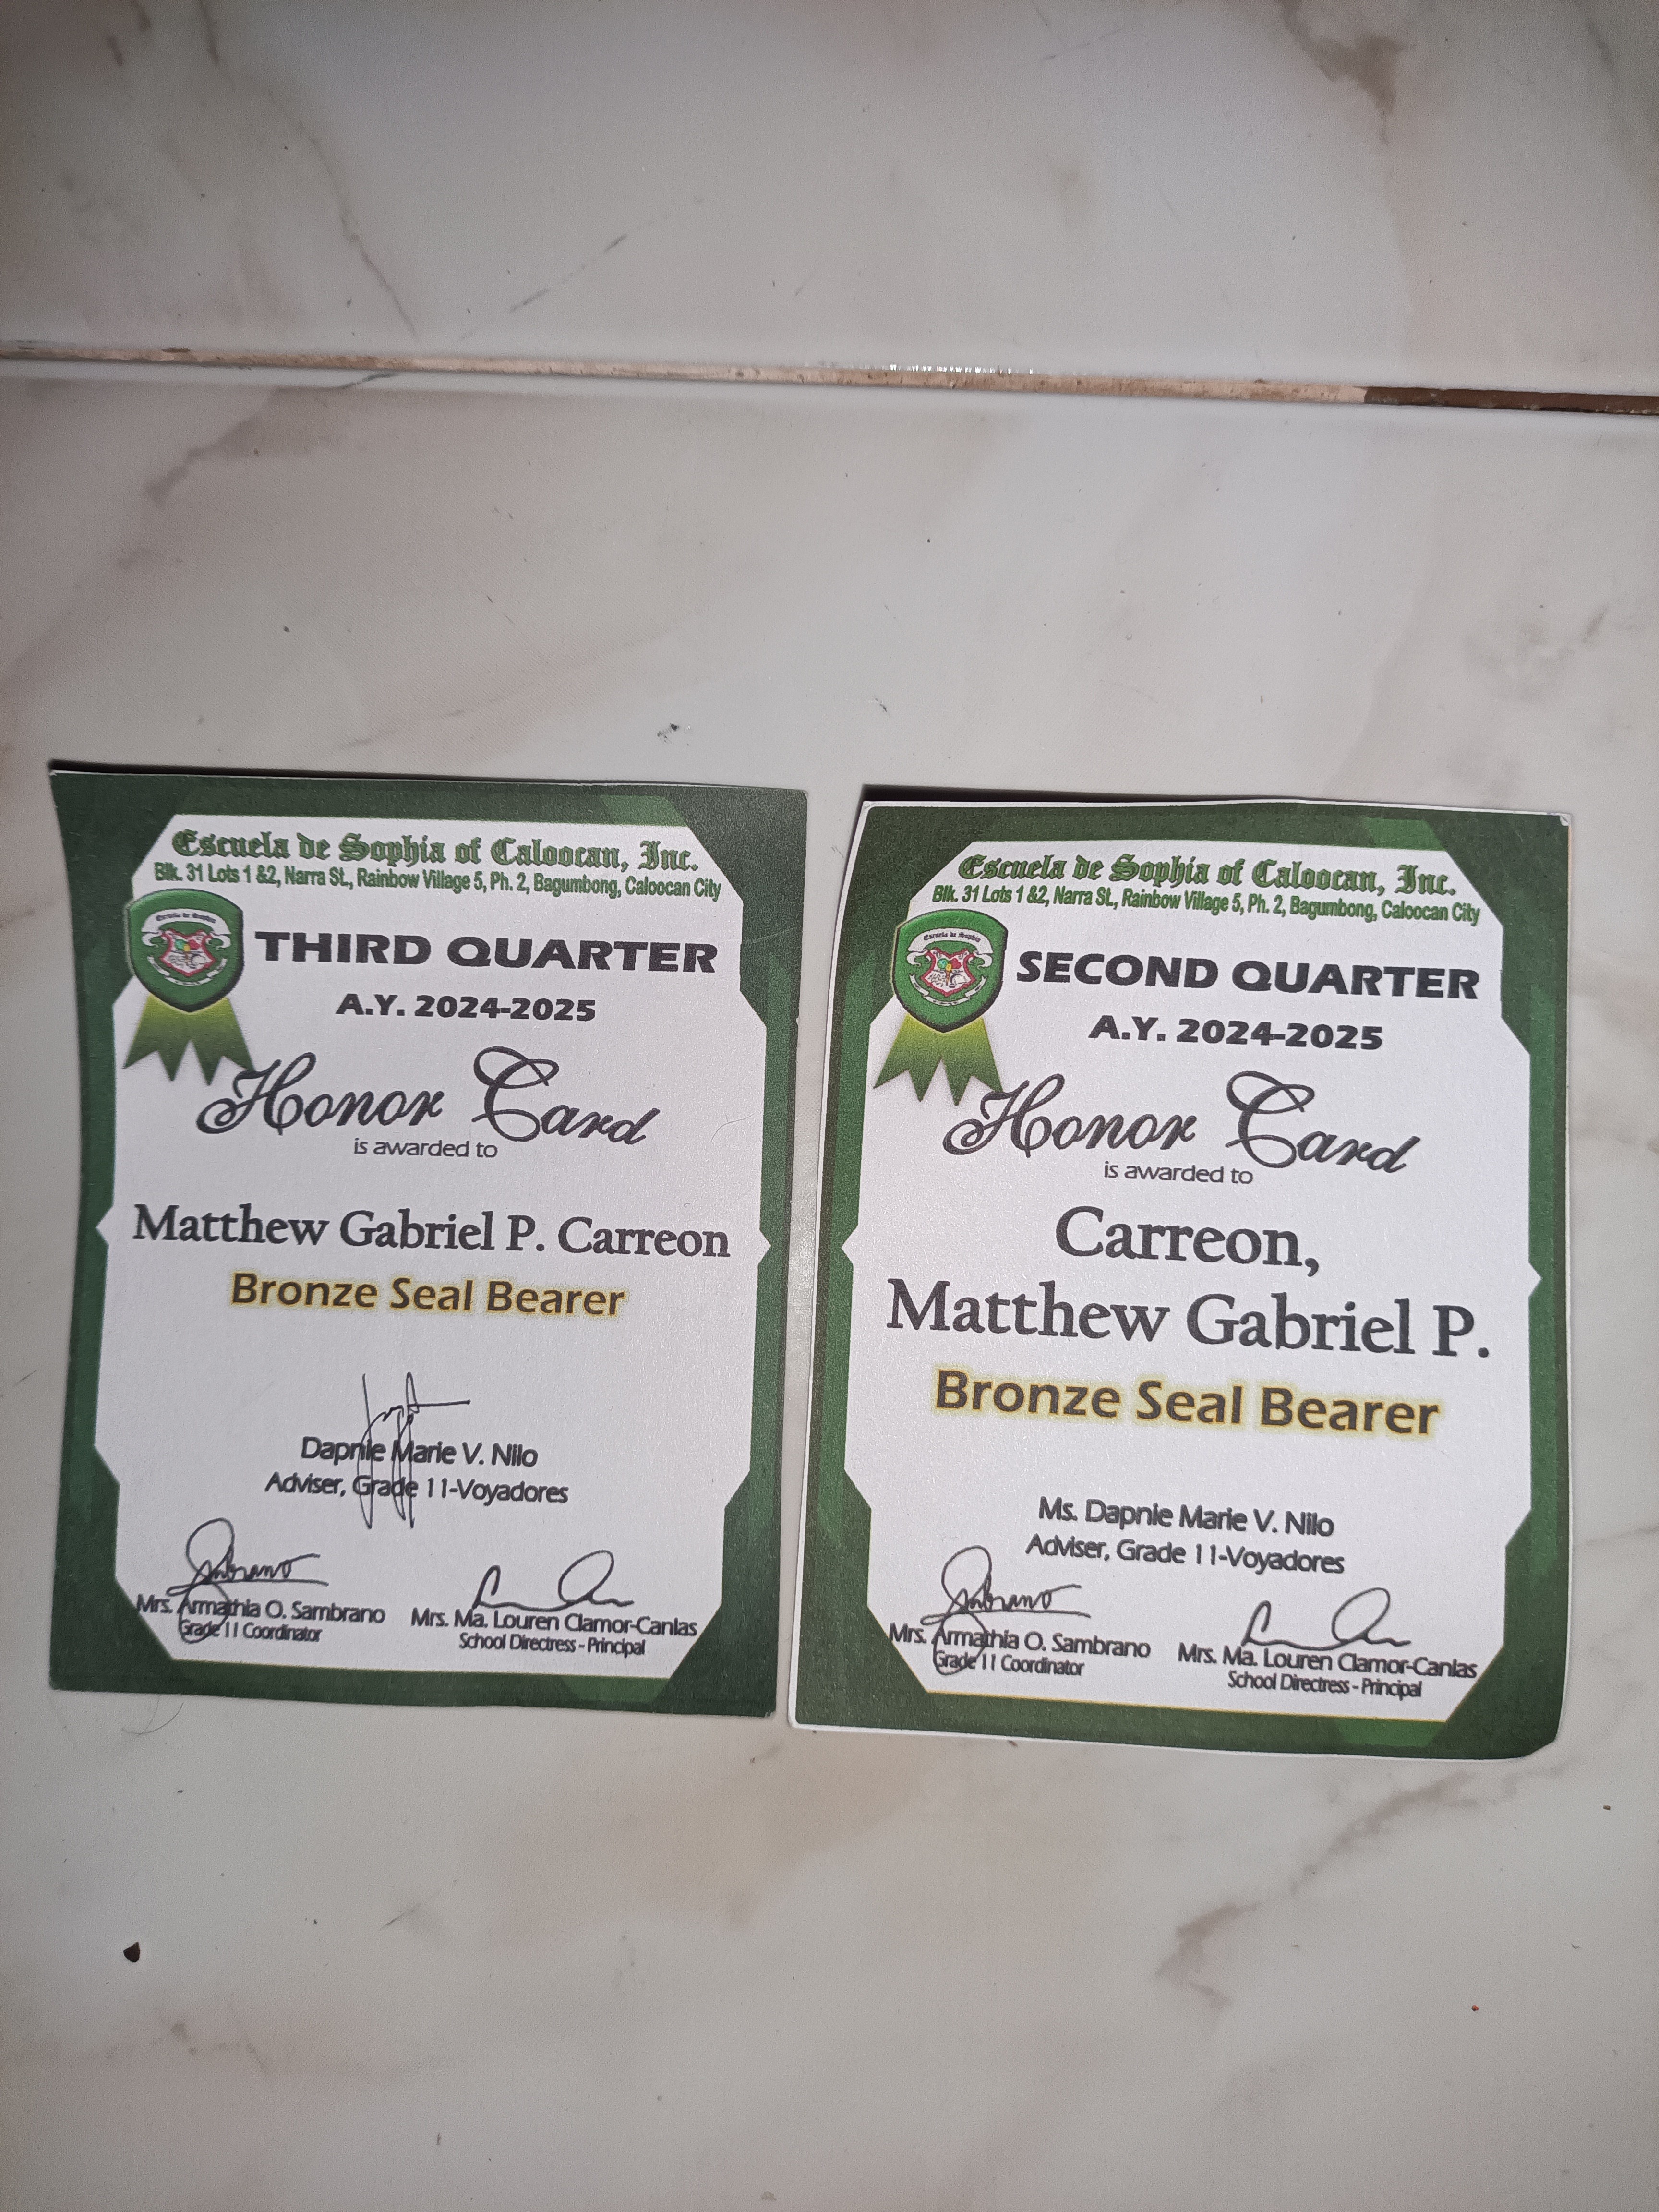 Escuela de Sophia of Caloocan, Inc.
Blk. 31 Lots 1 &2, Narra St., Rainbow Village 5, Ph. 2, Bagumbong, Caloocan City
Escuela de Sophia
THIRD QUARTER
A.Y. 2024-2025
Honor Card
is awarded to
Matthew Gabriel P. Carreon
Bronze Seal Bearer
Dapnie Marie V. Nilo
Adviser, Grade 11-Voyadores
Sambrano
Mrs. Armathia O. Sambrano
Grade 11 Coordinator
Mrs. Ma. Louren Clamor-Canlas
School Directress - Principal
Escuela de Sophia of Caloocan, Inc.
Blk. 31 Lots 1 &2, Narra St., Rainbow Village 5, Ph. 2, Bagumbong, Caloocan City
Escuela de Sophia
SECOND QUARTER
A.Y. 2024-2025
Honor Card
is awarded to
Carreon,
Matthew Gabriel P.
Bronze Seal Bearer
Ms. Dapnie Marie V. Nilo
Adviser, Grade 11-Voyadores
Sambrano
Mrs. Armathia O. Sambrano
Grade 11 Coordinator
Mrs. Ma. Louren Clamor-Canlas
School Directress - Principal